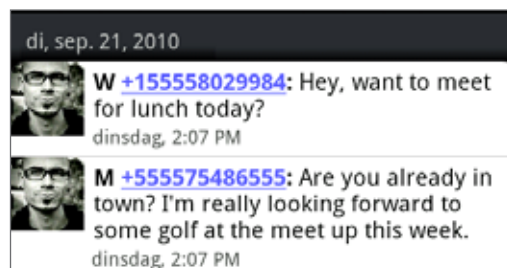 di, sep. 21, 2010
W +155558029984: Hey, want to meet
for lunch today?
dinsdag, 2:07 PM
M +555575486555: Are you already in
town? I'm really looking forward to
some golf at the meet up this week.
dinsdag, 2:07 PM